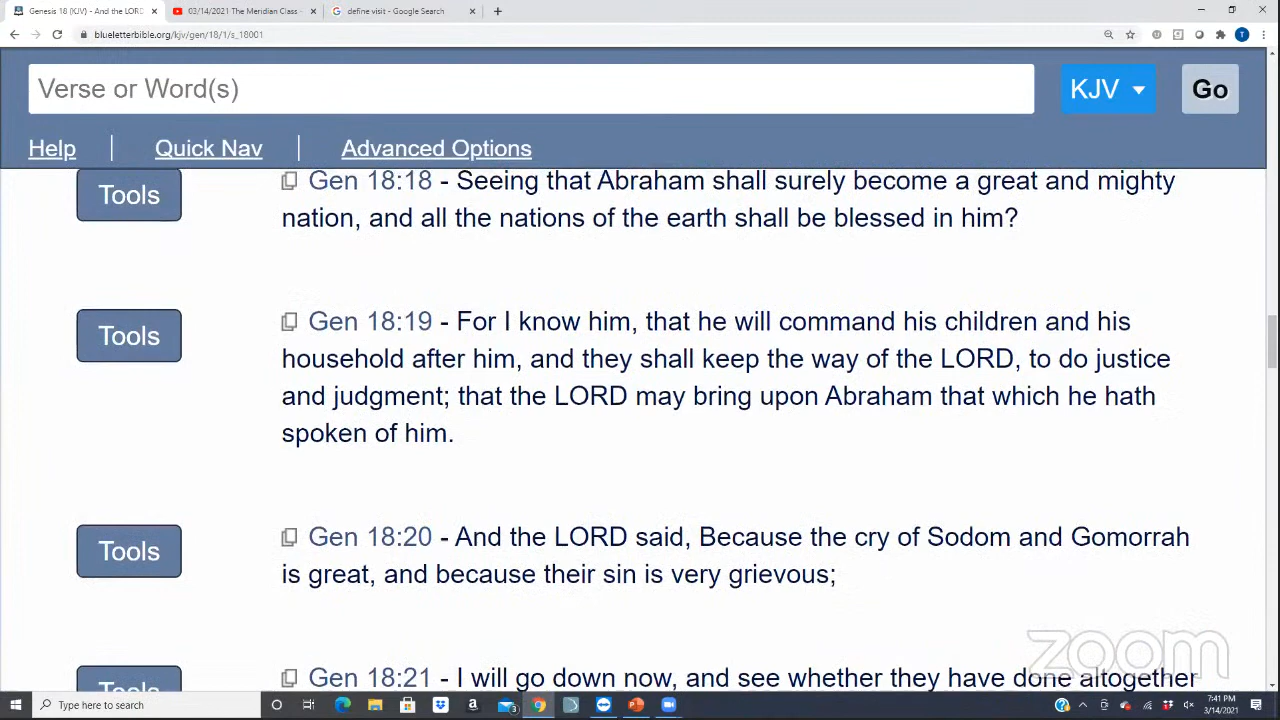 Genesis 18 (KJV) - And the LORD
03/14/2021 The Meridian Class -
define visit - Google Search
blueletterbible.org/kjv/gen/18/1/s_18001
Verse or Word(s)
KJV
Go
Help
Quick Nav
Advanced Options
Tools
Gen 18:18 - Seeing that Abraham shall surely become a great and mighty
nation, and all the nations of the earth shall be blessed in him?
Tools
Gen 18:19 - For I know him, that he will command his children and his
household after him, and they shall keep the way of the LORD, to do justice
and judgment; that the LORD may bring upon Abraham that which he hath
spoken of him.
Tools
Gen 18:20 - And the LORD said, Because the cry of Sodom and Gomorrah
is great, and because their sin is very grievous;
zoom
Tools
Gen 18:21 - I will go down now, and see whether they have done altogether
Type here to search
7:41 PM
3/14/2021